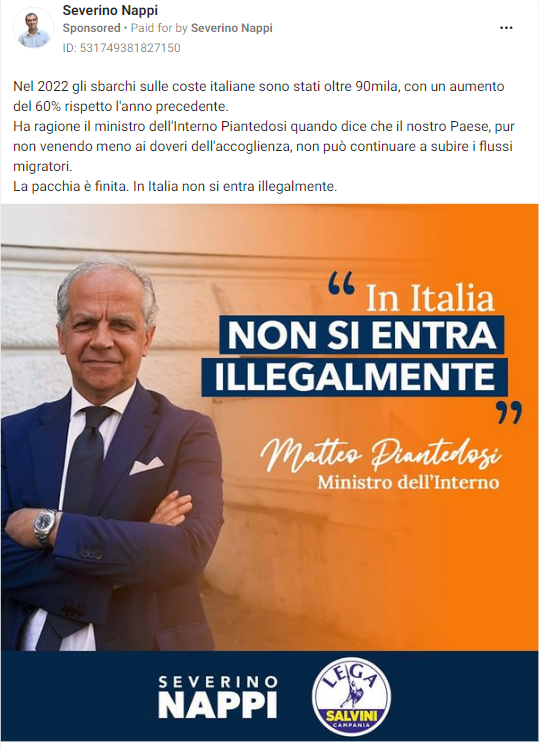 Severino Nappi
Sponsored • Paid for by Severino Nappi
ID: 531749381827150
Nel 2022 gli sbarchi sulle coste italiane sono stati oltre 90mila, con un aumento
del 60% rispetto l'anno precedente.
Ha ragione il ministro dell'Interno Piantedosi quando dice che il nostro Paese, pur
non venendo meno ai doveri dell'accoglienza, non può continuare a subire i flussi
migratori.
La pacchia è finita. In Italia non si entra illegalmente.
“ In Italia
NON SI ENTRA
ILLEGALMENTE
”
Matteo Piantedosi
Ministro dell'Interno
SEVERINO
NAPPI
LEGA
SALVINI
CAMPANIA